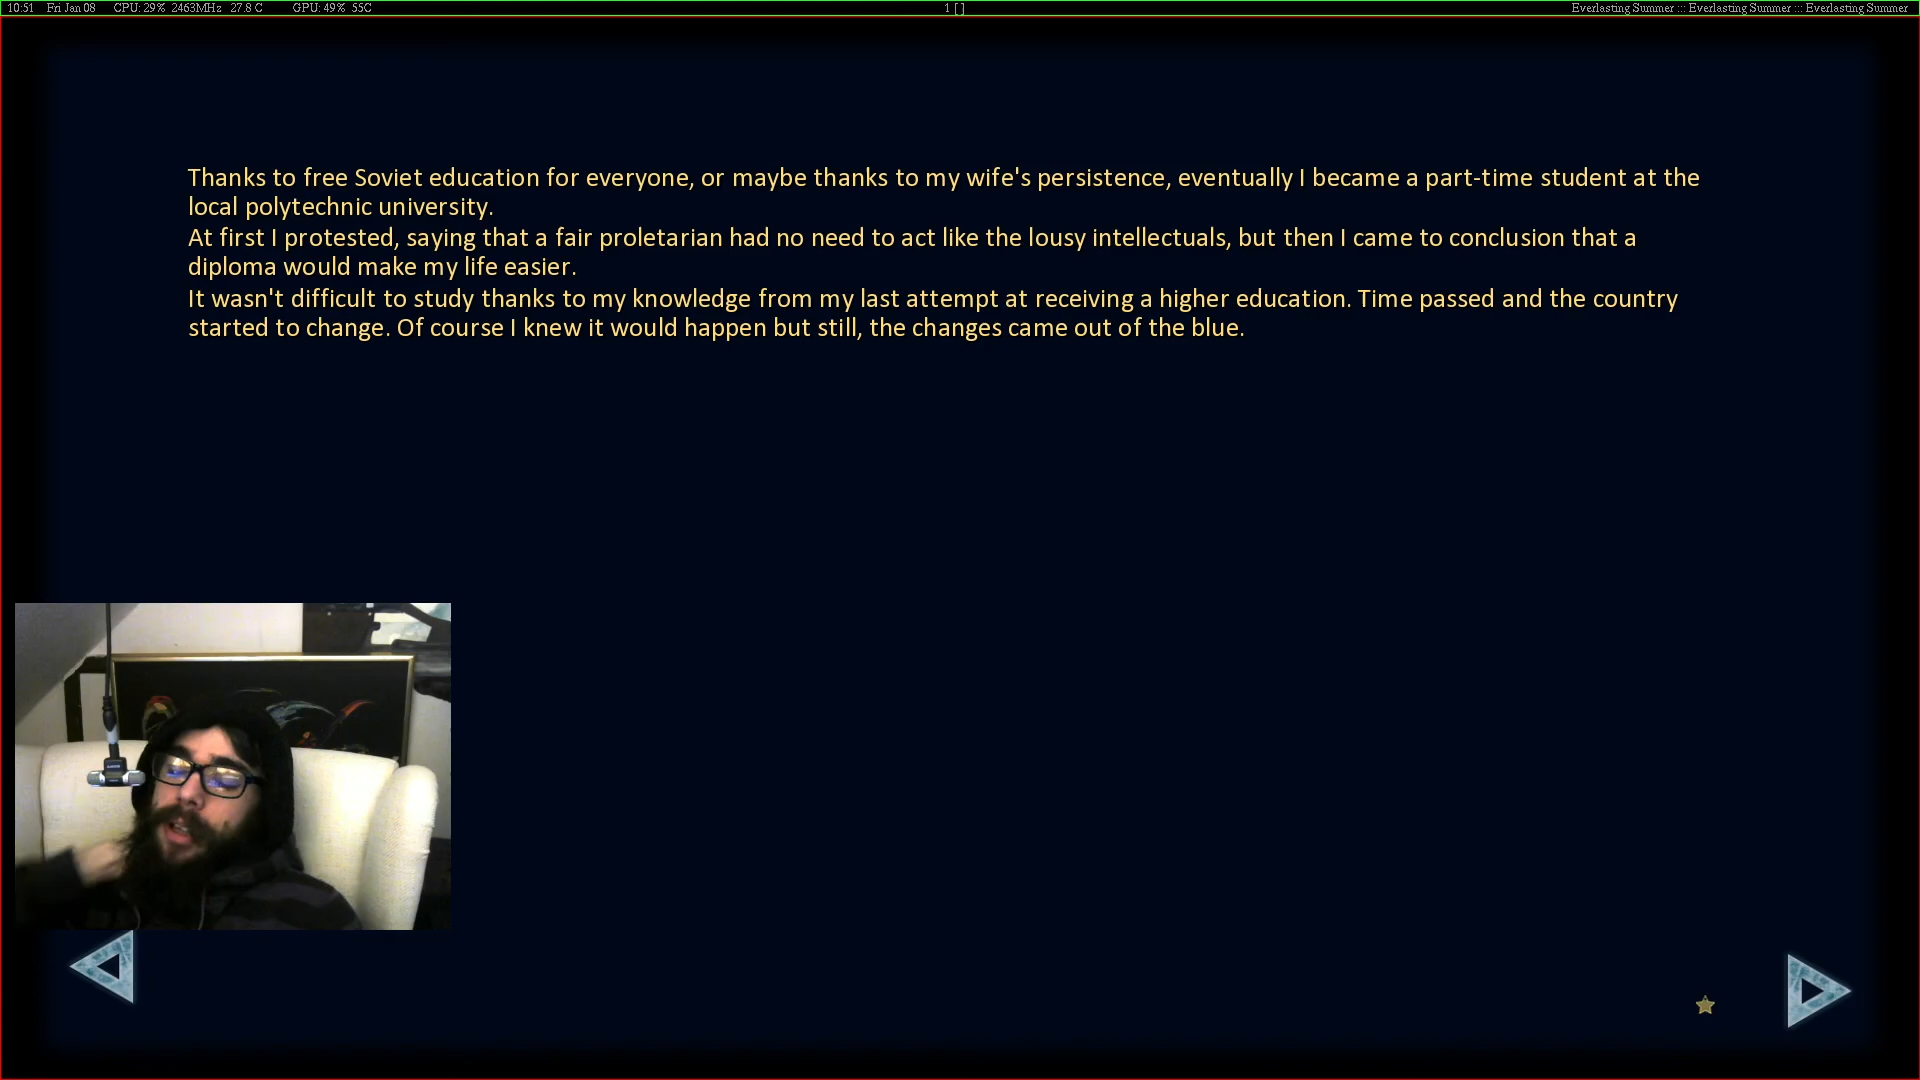 10:51 Fri Jan 08 CPU: 29% 2463MHz 27.8 C GPU: 49% 55C 1 [ ] Everlasting Summer ::: Everlasting Summer ::: Everlasting Summer
Thanks to free Soviet education for everyone, or maybe thanks to my wife's persistence, eventually I became a part-time student at the
local polytechnic university.
At first I protested, saying that a fair proletarian had no need to act like the lousy intellectuals, but then I came to conclusion that a
diploma would make my life easier.
It wasn't difficult to study thanks to my knowledge from my last attempt at receiving a higher education. Time passed and the country
started to change. Of course I knew it would happen but still, the changes came out of the blue.